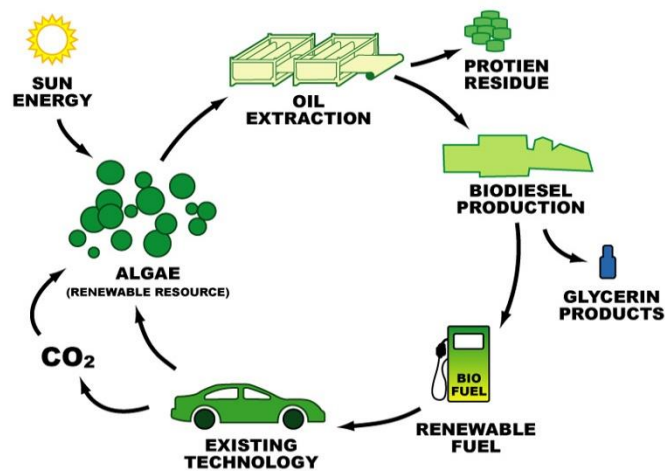 SUN
ENERGY
OIL
EXTRACTION
PROTIEN
RESIDUE
BIODIESEL
PRODUCTION
GLYCERIN
PRODUCTS
BIO
FUEL
RENEWABLE
FUEL
EXISTING
TECHNOLOGY
CO₂
ALGAE
(RENEWABLE RESOURCE)